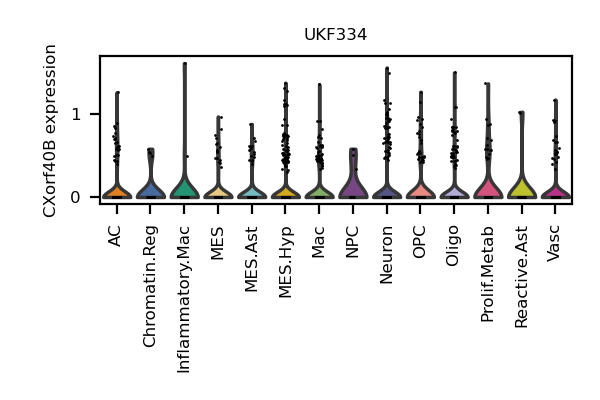 UKF334
CXorf40B expression
1
0
AC
Chromatin.Reg
Inflammatory.Mac
MES
MES.Ast
MES.Hyp
Mac
NPC
Neuron
OPC
Oligo
Prolif.Metab
Reactive.Ast
Vasc